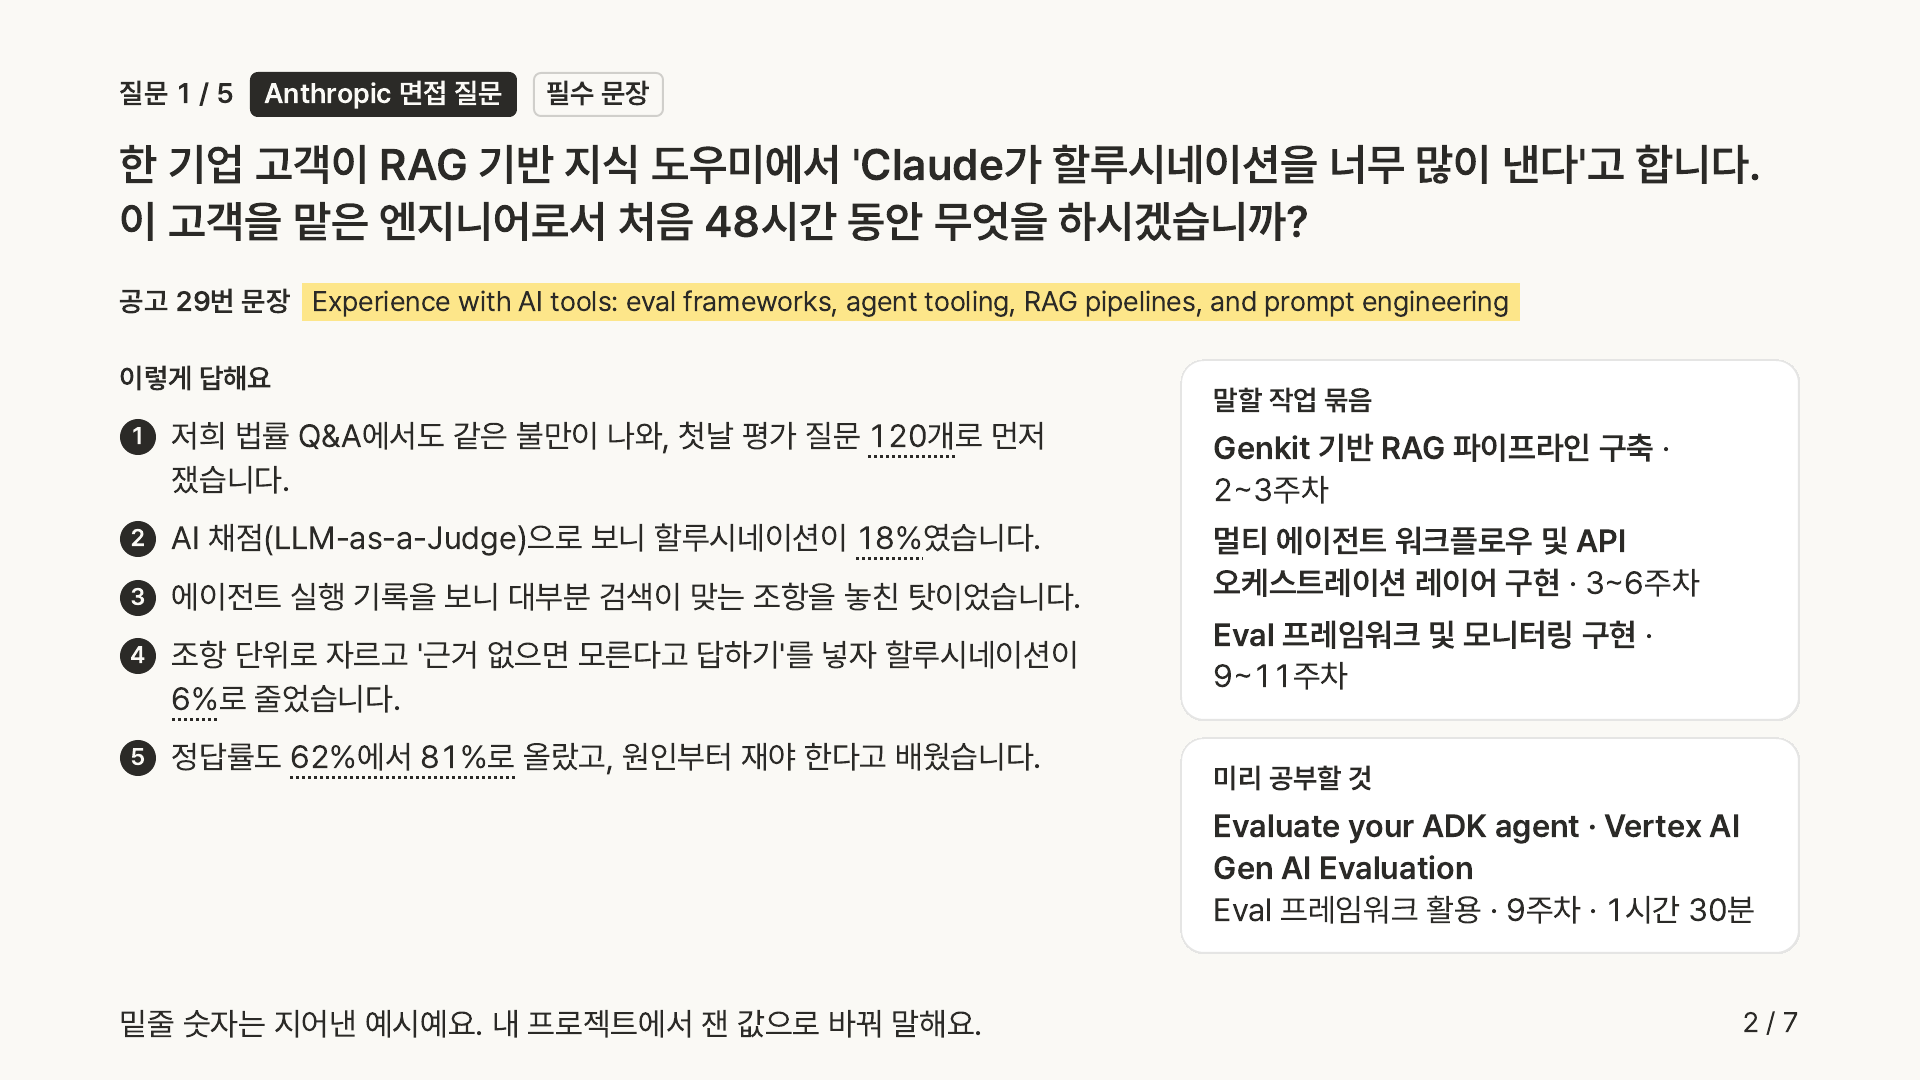 질문 1 / 5 Anthropic 면접 질문 필수 문장
한 기업 고객이 RAG 기반 지식 도우미에서 'Claude가 할루시네이션을 너무 많이 낸다'고 합니다.
이 고객을 맡은 엔지니어로서 처음 48시간 동안 무엇을 하시겠습니까?
공고 29번 문장 Experience with AI tools: eval frameworks, agent tooling, RAG pipelines, and prompt engineering
이렇게 답해요
1 저희 법률 Q&A에서도 같은 불만이 나와, 첫날 평가 질문 120개로 먼저
쟀습니다.
2 AI 채점(LLM-as-a-Judge)으로 보니 할루시네이션이 18%였습니다.
3 에이전트 실행 기록을 보니 대부분 검색이 맞는 조항을 놓친 탓이었습니다.
4 조항 단위로 자르고 '근거 없으면 모른다고 답하기'를 넣자 할루시네이션이
6%로 줄었습니다.
5 정답률도 62%에서 81%로 올랐고, 원인부터 재야 한다고 배웠습니다.
말할 작업 묶음
Genkit 기반 RAG 파이프라인 구축 ·
2~3주차
멀티 에이전트 워크플로우 및 API
오케스트레이션 레이어 구현 · 3~6주차
Eval 프레임워크 및 모니터링 구현 ·
9~11주차
미리 공부할 것
Evaluate your ADK agent · Vertex AI
Gen AI Evaluation
Eval 프레임워크 활용 · 9주차 · 1시간 30분
밑줄 숫자는 지어낸 예시예요. 내 프로젝트에서 잰 값으로 바꿔 말해요.
2 / 7